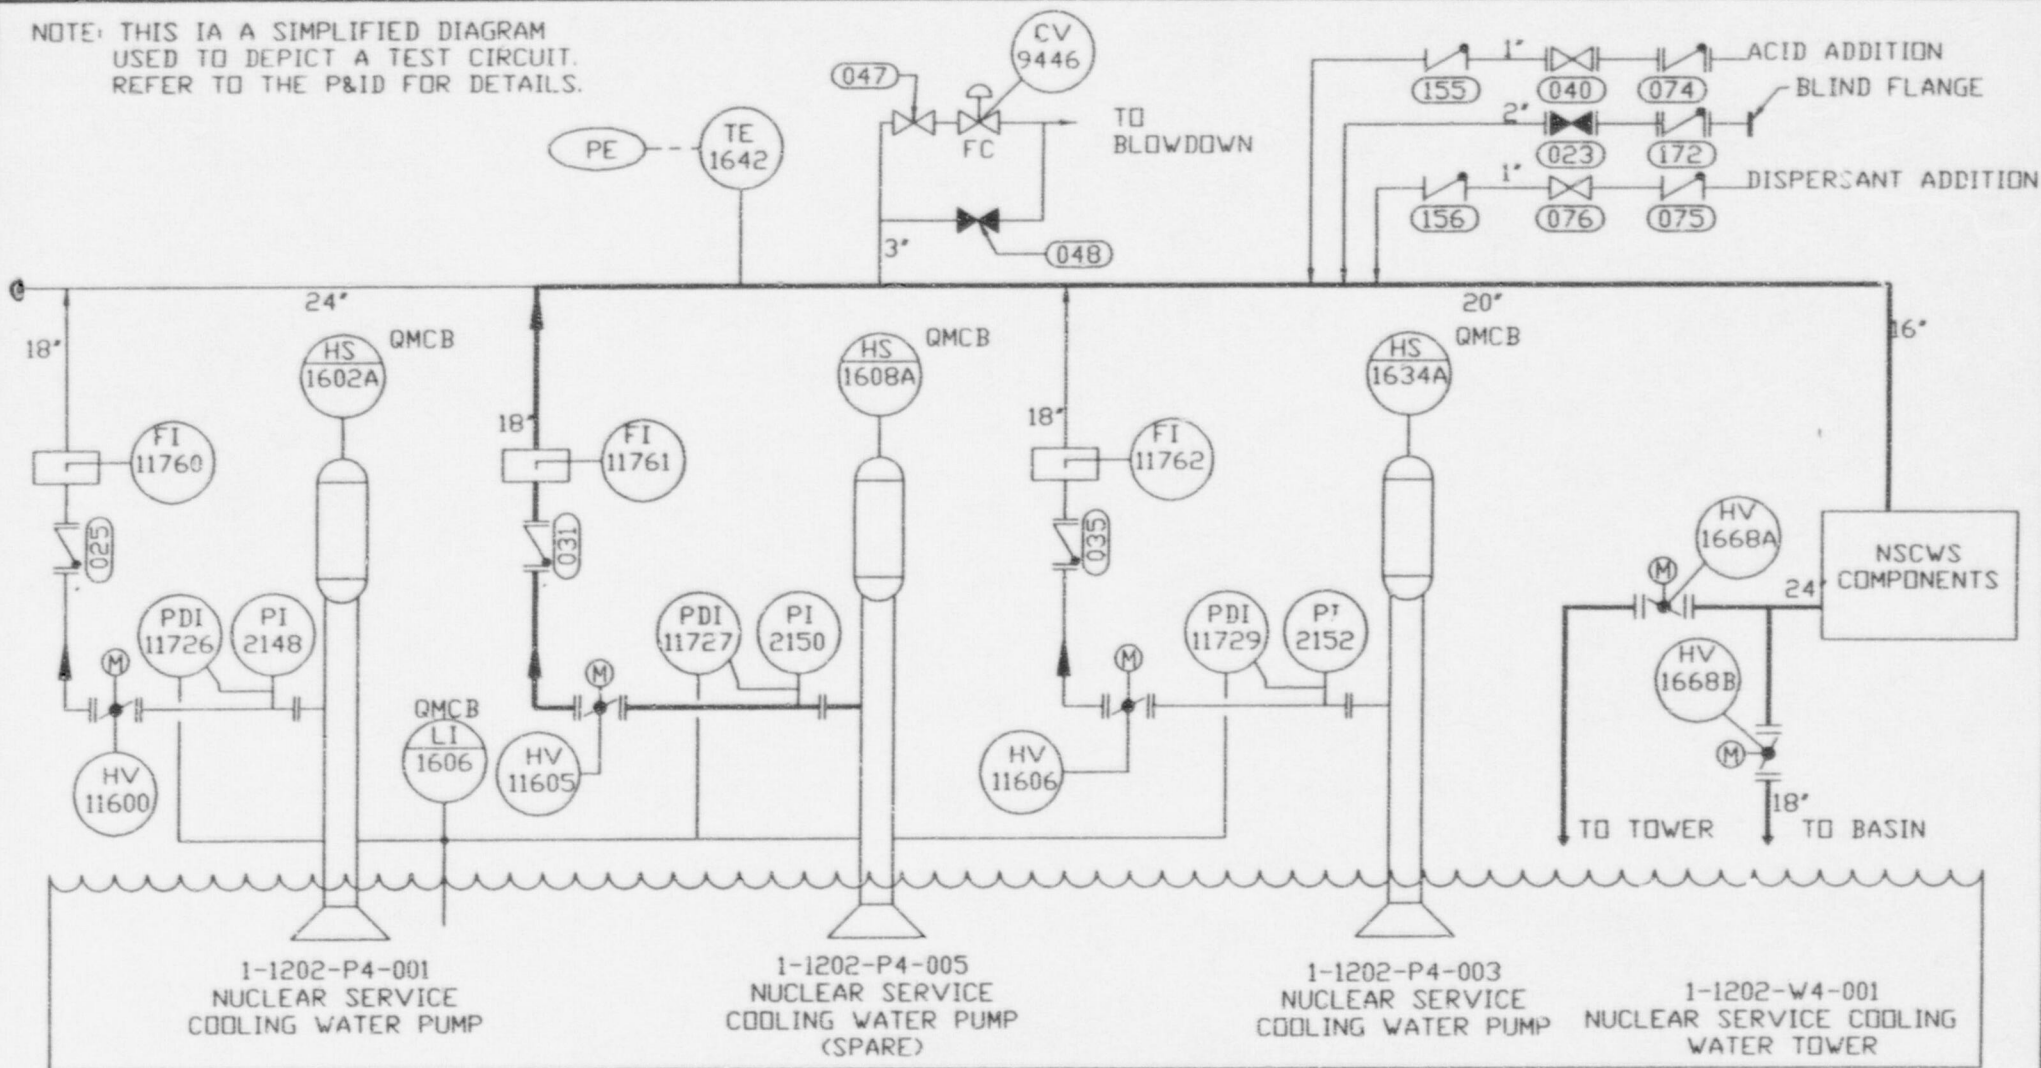 NOTE: THIS IA A SIMPLIFIED DIAGRAM
USED TO DEPICT A TEST CIRCUIT.
REFER TO THE P&ID FOR DETAILS.
CV
9446
047
TO
BLOWDOWN
FC
048
3"
PE
TE
1642
1"
ACID ADDITION
155
040
074
BLIND FLANGE
2"
023
172
1"
DISPERSANT ADDITION
156
076
075
24"
20"
16"
18"
HS
1602A
QMCB
HS
1608A
QMCB
HS
1634A
QMCB
18"
18"
FI
11760
FI
11761
FI
11762
025
031
035
PDI
11726
PI
2148
PDI
11727
PI
2150
PDI
11729
PI
2152
M
M
M
HV
11600
HV
11605
HV
11606
QMCB
LI
1606
HV
1668A
M
NSCWS
COMPONENTS
24"
HV
1668B
M
18"
TO TOWER
TO BASIN
1-1202-P4-001
NUCLEAR SERVICE
COOLING WATER PUMP
1-1202-P4-005
NUCLEAR SERVICE
COOLING WATER PUMP
(SPARE)
1-1202-P4-003
NUCLEAR SERVICE
COOLING WATER PUMP
1-1202-W4-001
NUCLEAR SERVICE COOLING
WATER TOWER